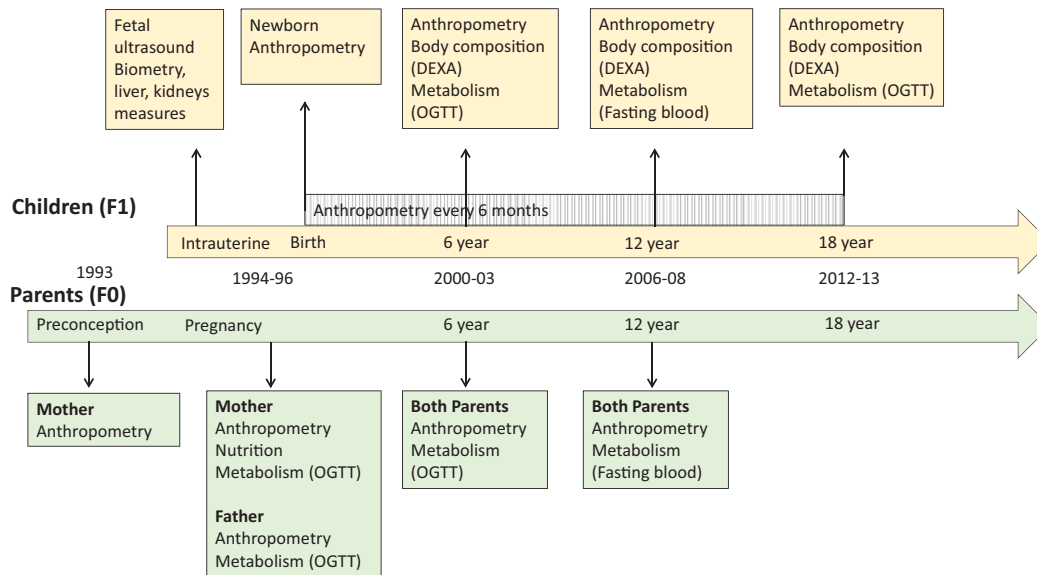 Fetal
ultrasound
Biometry,
liver, kidneys
measures
Newborn
Anthropometry
Anthropometry
Body composition
(DEXA)
Metabolism
(OGTT)
Anthropometry
Body composition
(DEXA)
Metabolism
(Fasting blood)
Anthropometry
Body composition
(DEXA)
Metabolism (OGTT)
Children (F1)
Anthropometry every 6 months
Intrauterine Birth 6 year 12 year 18 year
1993 1994-96 2000-03 2006-08 2012-13
Parents (F0)
Preconception Pregnancy 6 year 12 year 18 year
Mother
Anthropometry
Mother
Anthropometry
Nutrition
Metabolism (OGTT)
Father
Anthropometry
Metabolism (OGTT)
Both Parents
Anthropometry
Metabolism
(OGTT)
Both Parents
Anthropometry
Metabolism
(Fasting blood)